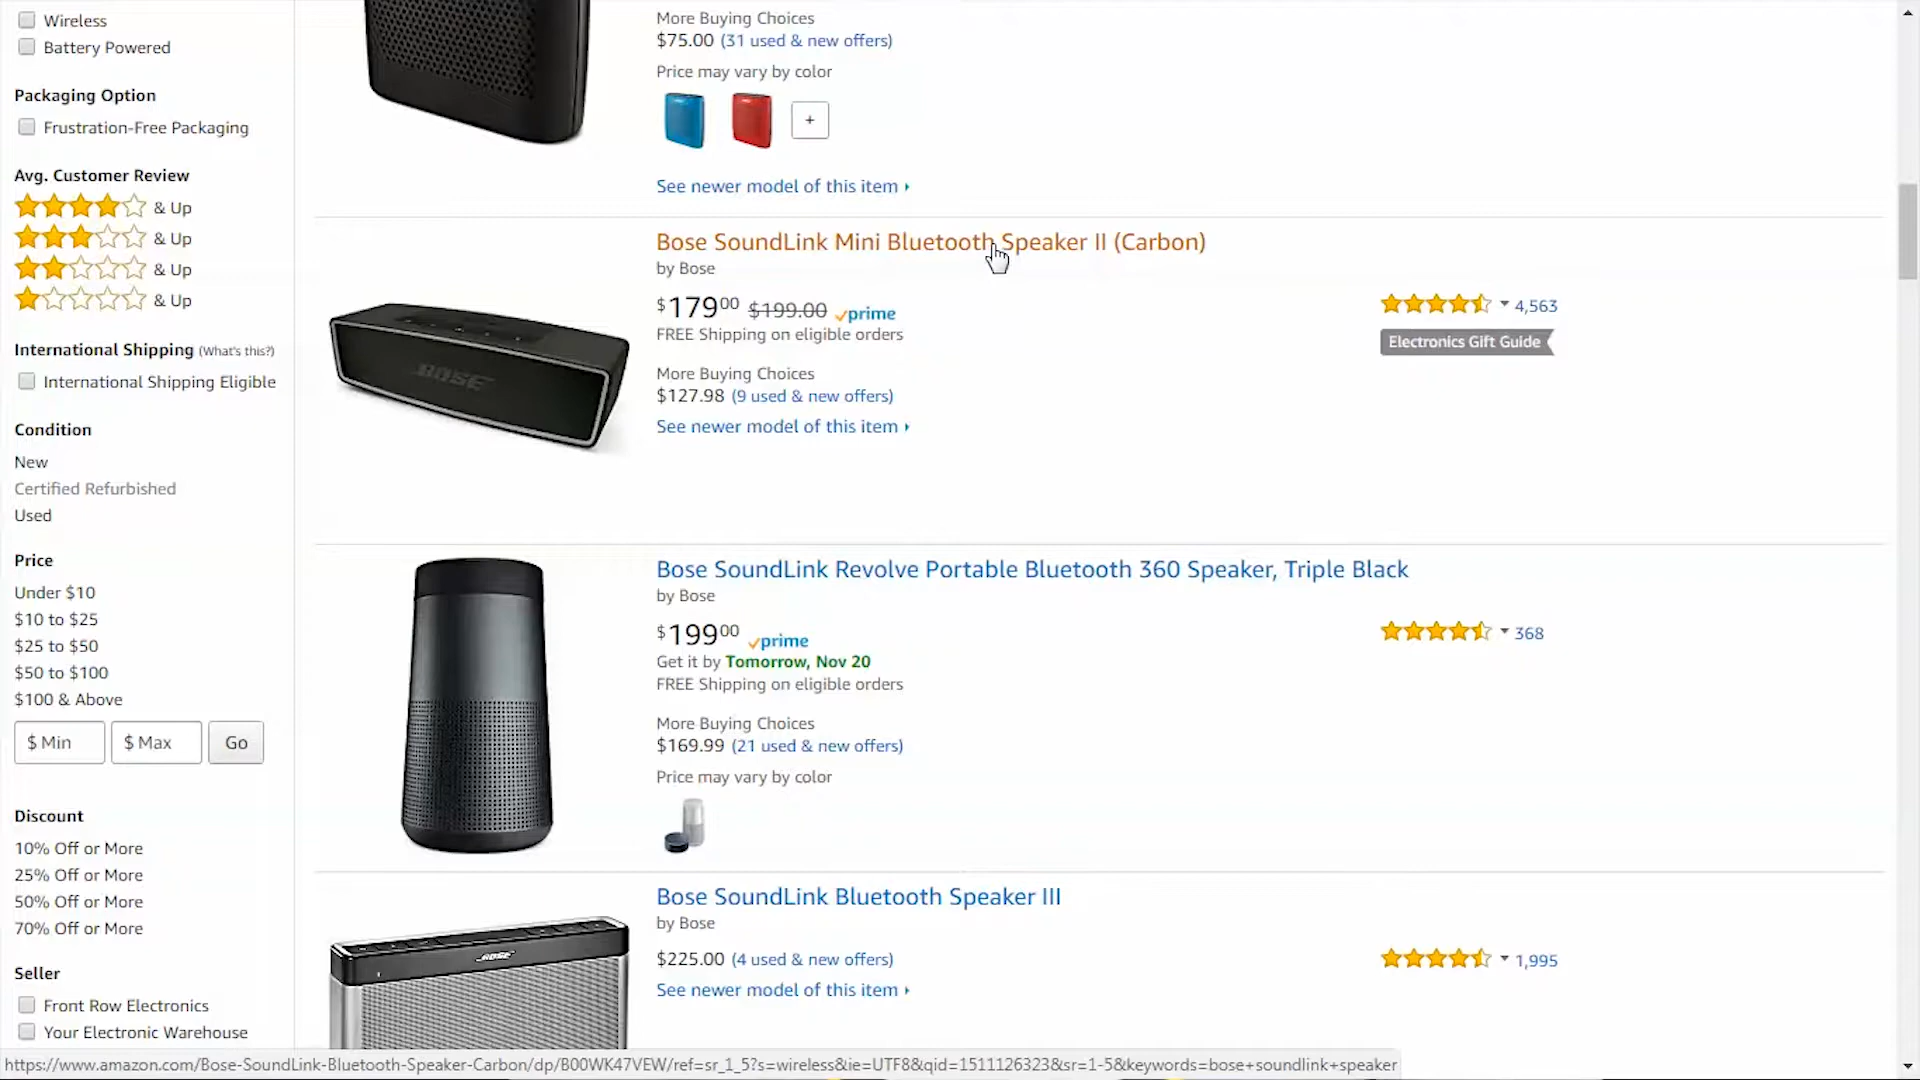 Wireless
Battery Powered
Packaging Option
Frustration-Free Packaging
Avg. Customer Review
& Up
& Up
& Up
& Up
International Shipping (What's this?)
International Shipping Eligible
Condition
New
Certified Refurbished
Used
Price
Under $10
$10 to $25
$25 to $50
$50 to $100
$100 & Above
$ Min $ Max Go
Discount
10% Off or More
25% Off or More
50% Off or More
70% Off or More
Seller
Front Row Electronics
Your Electronic Warehouse
More Buying Choices
$75.00 (31 used & new offers)
Price may vary by color
+
See newer model of this item
Bose SoundLink Mini Bluetooth Speaker II (Carbon)
by Bose
$179.00 $199.00 prime
FREE Shipping on eligible orders
More Buying Choices
$127.98 (9 used & new offers)
See newer model of this item
4,563
Electronics Gift Guide
BOSE
Bose SoundLink Revolve Portable Bluetooth 360 Speaker, Triple Black
by Bose
$199.00 prime
Get it by Tomorrow, Nov 20
FREE Shipping on eligible orders
More Buying Choices
$169.99 (21 used & new offers)
Price may vary by color
368
Bose SoundLink Bluetooth Speaker III
by Bose
$225.00 (4 used & new offers)
See newer model of this item
1,995
BOSE
https://www.amazon.com/Bose-SoundLink-Bluetooth-Speaker-Carbon/dp/B00WK47VEW/ref=sr_1_5?s=wireless&ie=UTF8&qid=1511126323&sr=1-5&keywords=bose+soundlink+speaker